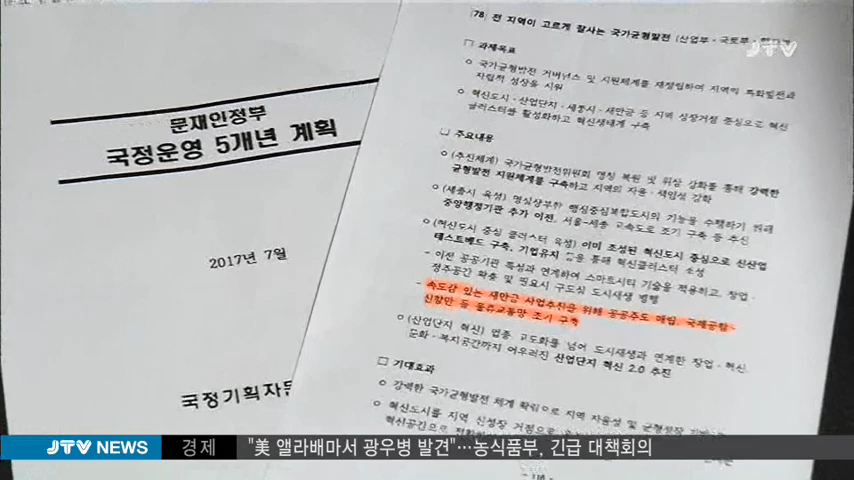 JTV
문재인정부
국정운영 5개년 계획
2017년 7월
국정기획자문
(78) 전 지역이 고르게 잘사는 국가균형발전 (산업부·국토부·
□ 과제목표
○ 국가균형발전 거버넌스 및 지원체계를 재정립하여 지역의 특화발전과
자립적 성장을 지원
○ 혁신도시·산업단지·세종시·새만금 등 지역 성장거점 중심으로 혁신
클러스터를 활성화하고 혁신생태계 구축
□ 주요내용
○ (추진체계) 국가균형발전위원회 명칭 복원 및 위상 강화를 통해 강력한
균형발전 지원체계를 구축하고 지역의 자율·책임성 강화
○ (세종시 육성) 명실상부한 행정중심복합도시의 기능을 수행하기 위해
중앙행정기관 추가 이전, 서울-세종 고속도로 조기 구축 등 추진
○ (혁신도시 중심 클러스터 육성) 이미 조성된 혁신도시 중심으로 신산업
테스트베드 구축, 기업유치 등을 통해 혁신클러스터 조성
- 이전 공공기관 특성과 연계하여 스마트시티 기술을 적용하고, 창업·
정주공간 확충 및 필요시 구도심 도시재생 병행
- 속도감 있는 새만금 사업추진을 위해 공공주도 매립, 국제공항·
신항만 등 물류교통망 조기 구축
○ (산업단지 혁신) 업종 고도화를 넘어 도시재생과 연계한 창업·혁신,
문화·복지공간까지 어우러진 산업단지 혁신 2.0 추진
□ 기대효과
○ 강력한 국가균형발전 체계 확립으로 지역 자율성 및 균형성장
○ 혁신도시를 지역 신성장 거점으로
JTV NEWS 경제 "美 앨라배마서 광우병 발견"…농식품부, 긴급 대책회의